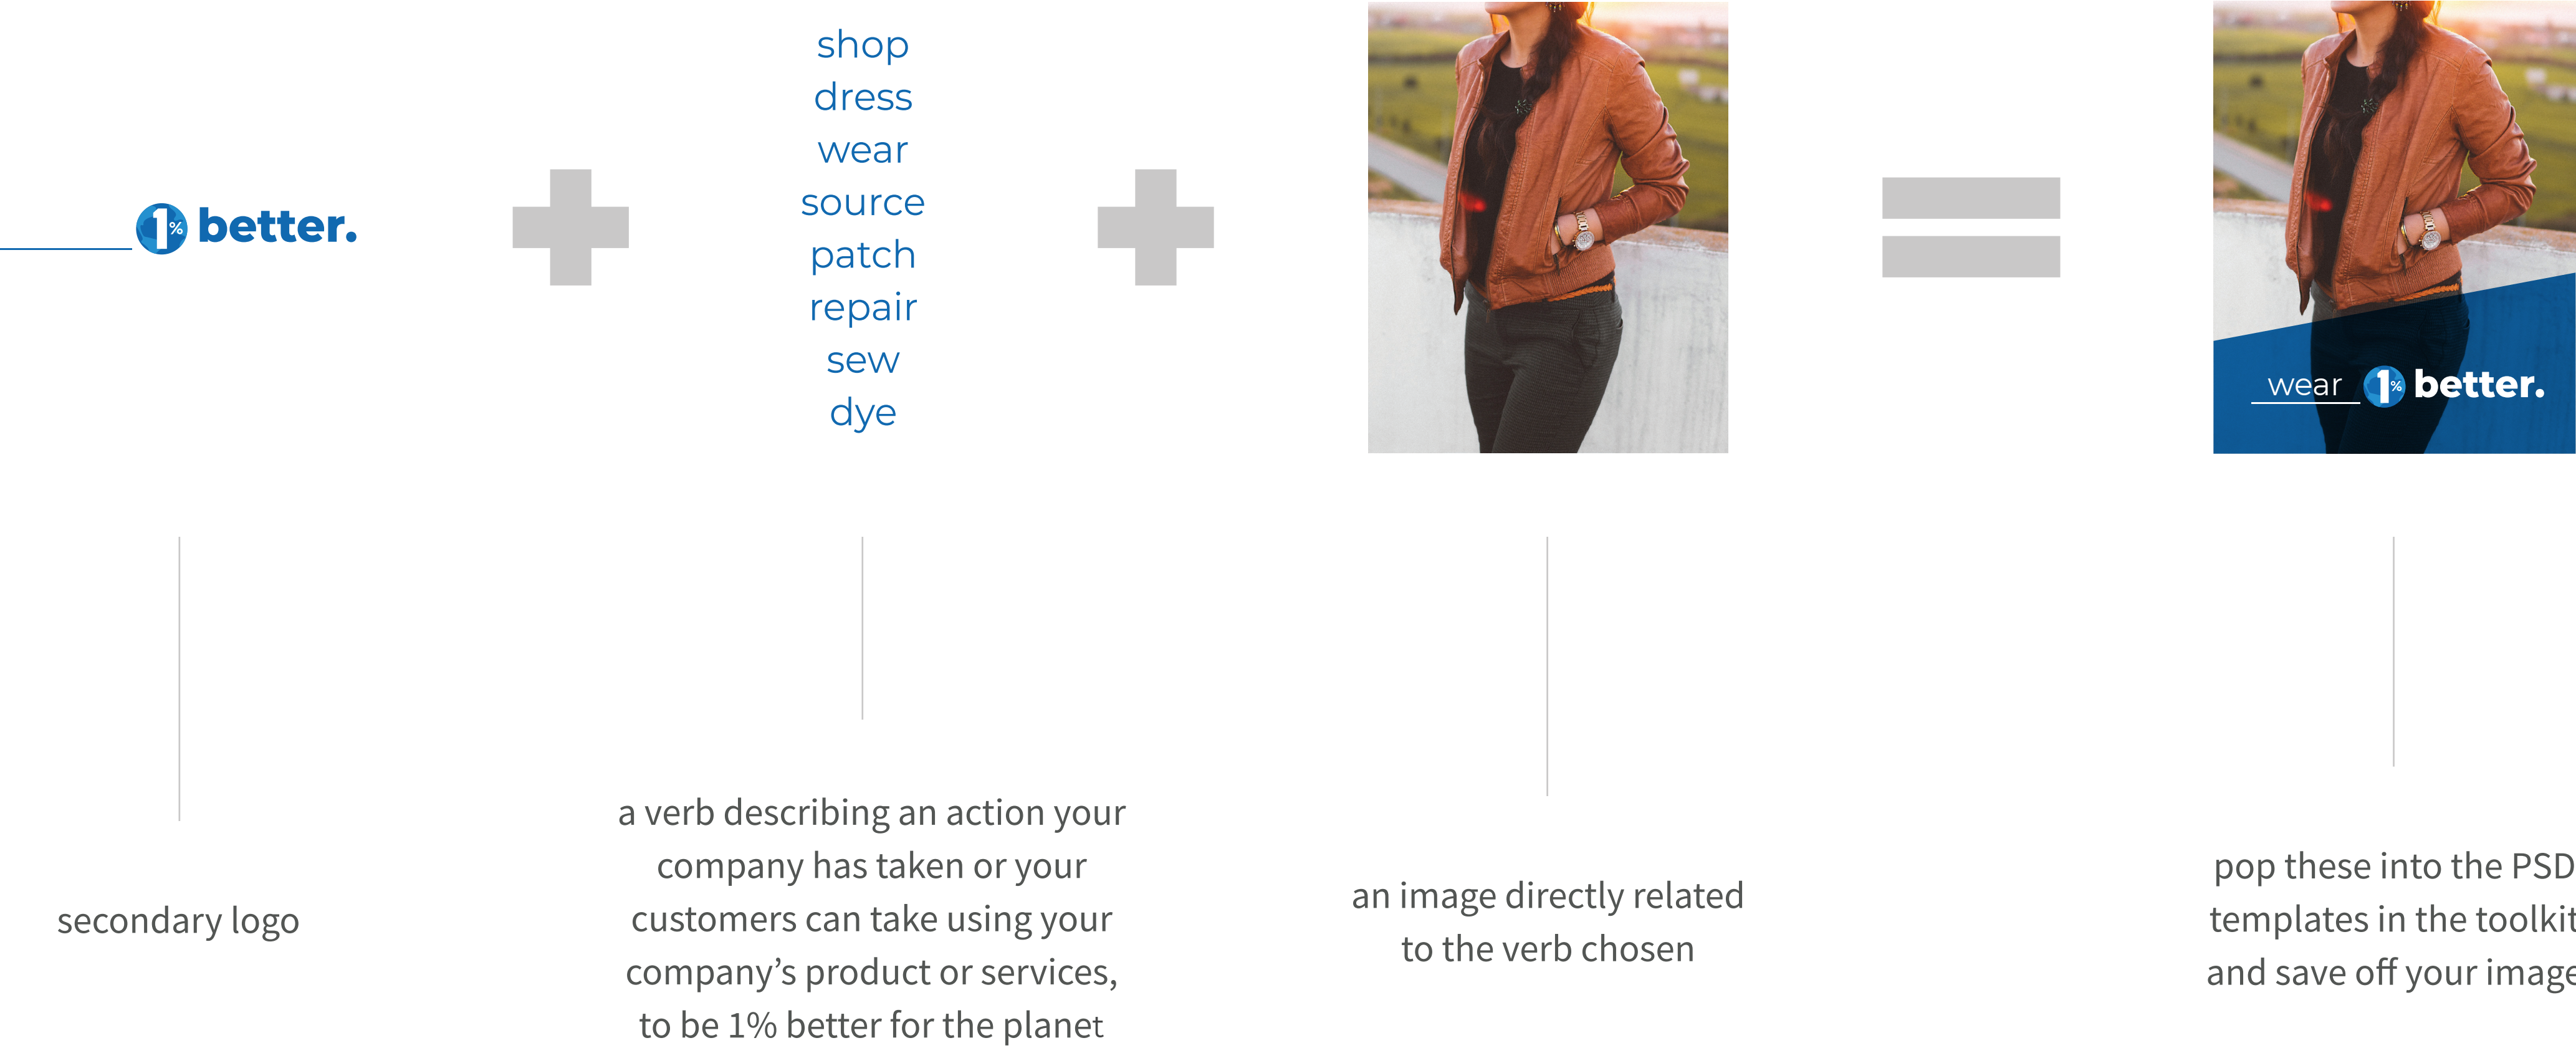 1% better.
shop
dress
wear
source
patch
repair
sew
dye
wear 1% better.
secondary logo
a verb describing an action your
company has taken or your
customers can take using your
company’s product or services,
to be 1% better for the planet
an image directly related
to the verb chosen
pop these into the PSD
templates in the toolkit
and save off your image